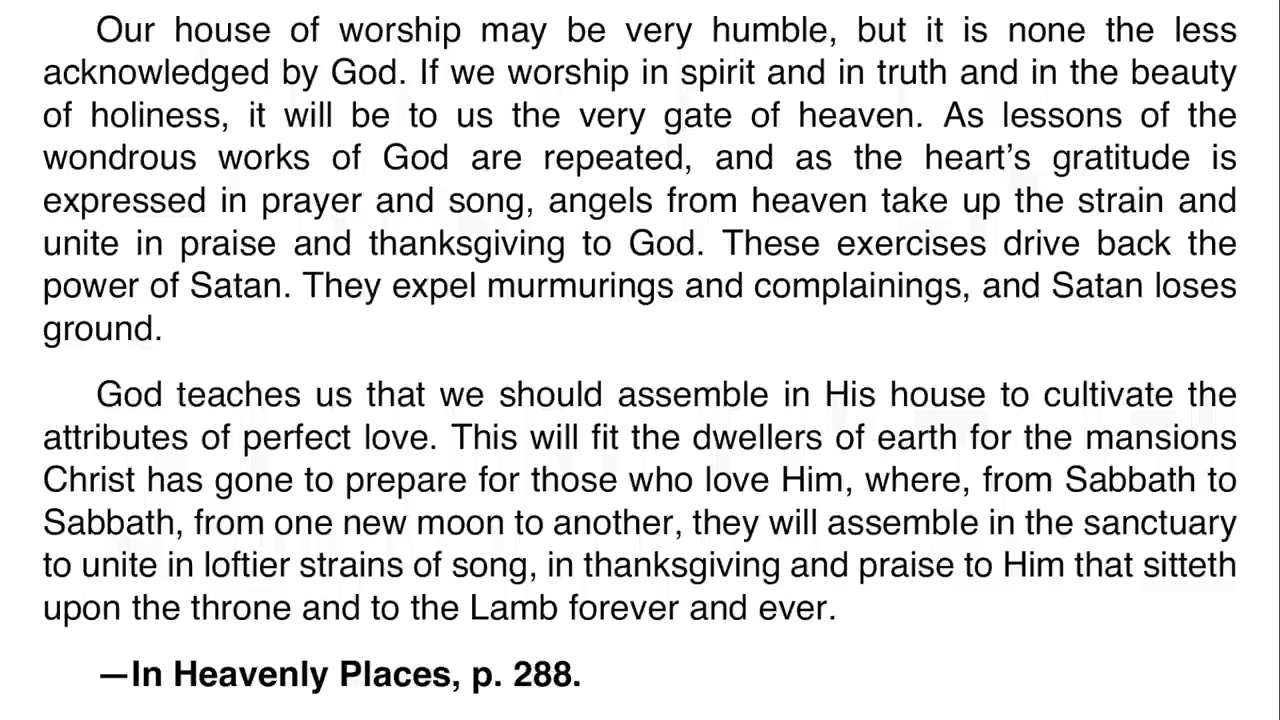 Our house of worship may be very humble, but it is none the less
acknowledged by God. If we worship in spirit and in truth and in the beauty
of holiness, it will be to us the very gate of heaven. As lessons of the
wondrous works of God are repeated, and as the heart’s gratitude is
expressed in prayer and song, angels from heaven take up the strain and
unite in praise and thanksgiving to God. These exercises drive back the
power of Satan. They expel murmurings and complainings, and Satan loses
ground.
God teaches us that we should assemble in His house to cultivate the
attributes of perfect love. This will fit the dwellers of earth for the mansions
Christ has gone to prepare for those who love Him, where, from Sabbath to
Sabbath, from one new moon to another, they will assemble in the sanctuary
to unite in loftier strains of song, in thanksgiving and praise to Him that sitteth
upon the throne and to the Lamb forever and ever.
—In Heavenly Places, p. 288.